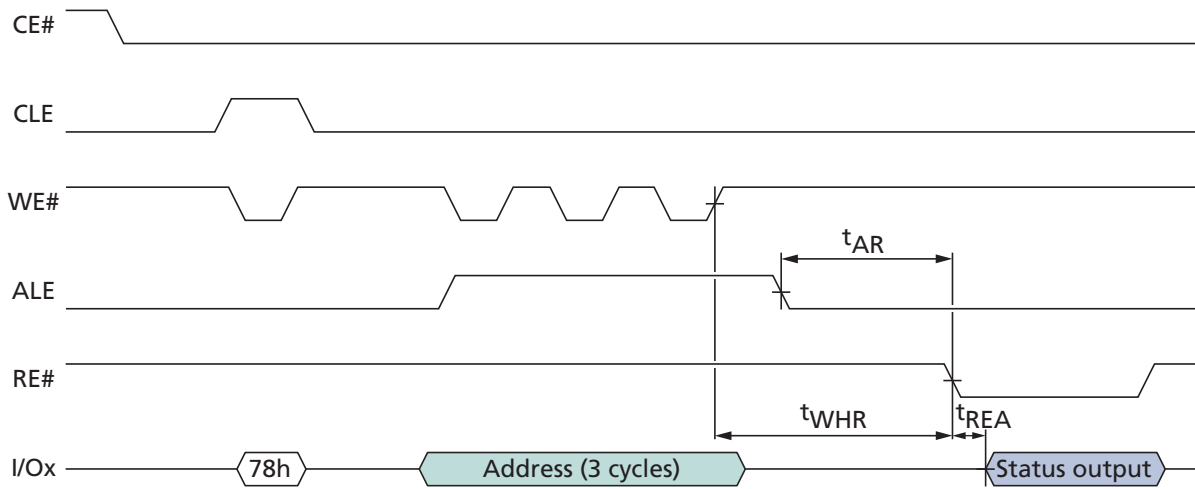 CE#
CLE
WE#
tAR
ALE
RE#
tWHR tREA
I/Ox 78h Address (3 cycles) Status output